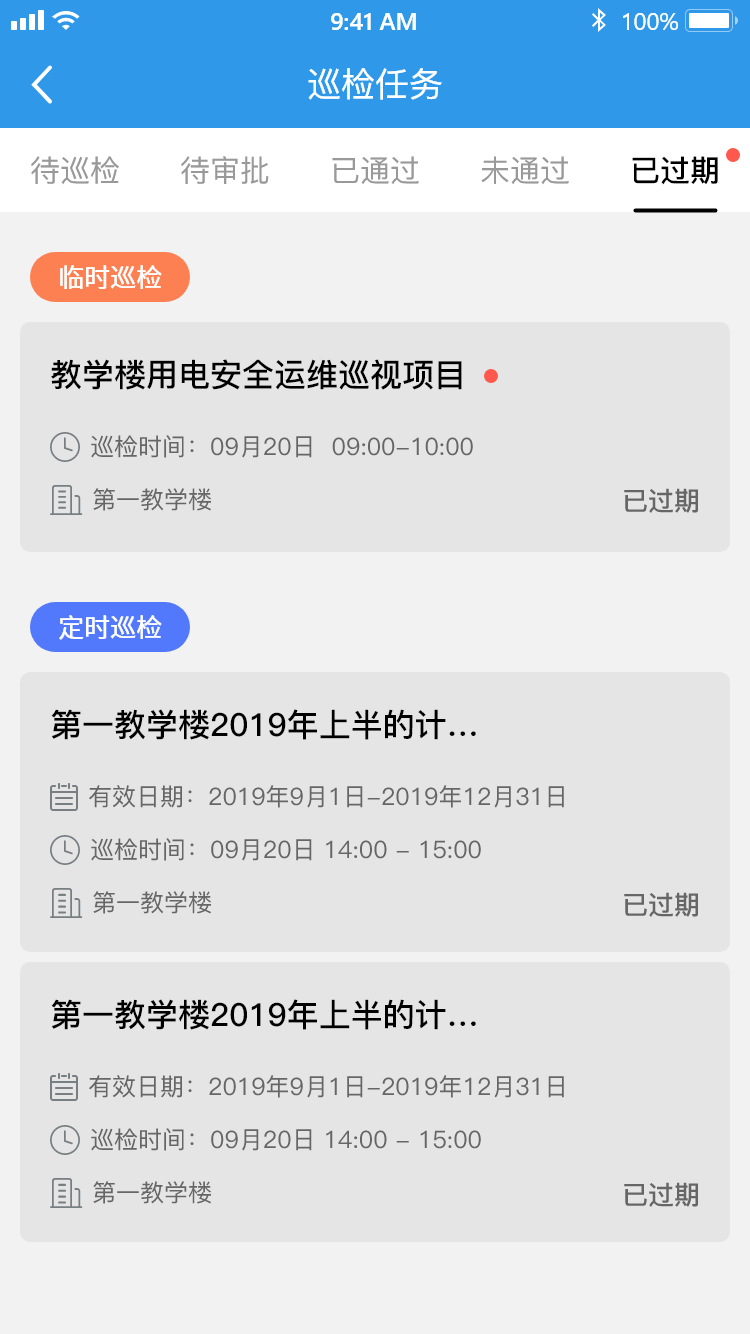 9:41 AM 100%
巡检任务
待巡检 待审批 已通过 未通过 已过期
临时巡检
教学楼用电安全运维巡视项目
巡检时间：09月20日 09:00-10:00
第一教学楼 已过期
定时巡检
第一教学楼2019年上半的计...
有效日期：2019年9月1日-2019年12月31日
巡检时间：09月20日 14:00 - 15:00
第一教学楼 已过期
第一教学楼2019年上半的计...
有效日期：2019年9月1日-2019年12月31日
巡检时间：09月20日 14:00 - 15:00
第一教学楼 已过期